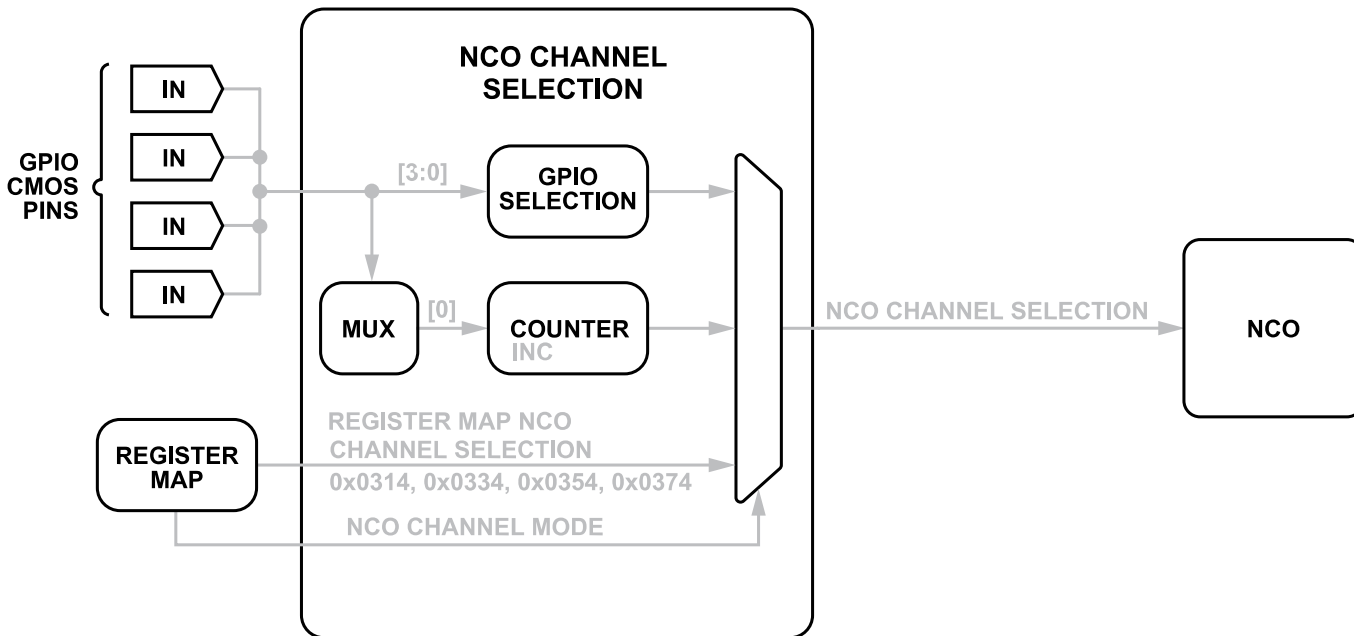 NCO CHANNEL
SELECTION
IN
IN
IN
IN
GPIO
CMOS
PINS
[3:0]
GPIO
SELECTION
MUX
[0]
COUNTER
INC
NCO CHANNEL SELECTION
NCO
REGISTER
MAP
REGISTER MAP NCO
CHANNEL SELECTION
0x0314, 0x0334, 0x0354, 0x0374
NCO CHANNEL MODE